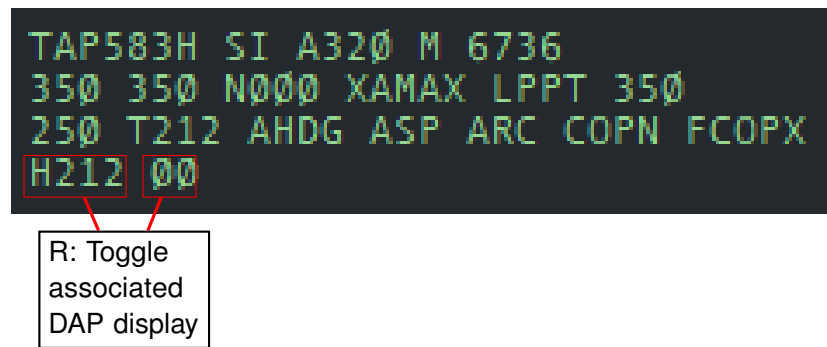 TAP583H SI A320 M 6736
350 350 N000 XAMAX LPPT 350
250 T212 AHDG ASP ARC COPN FCOPX
H212 00
R: Toggle
associated
DAP display